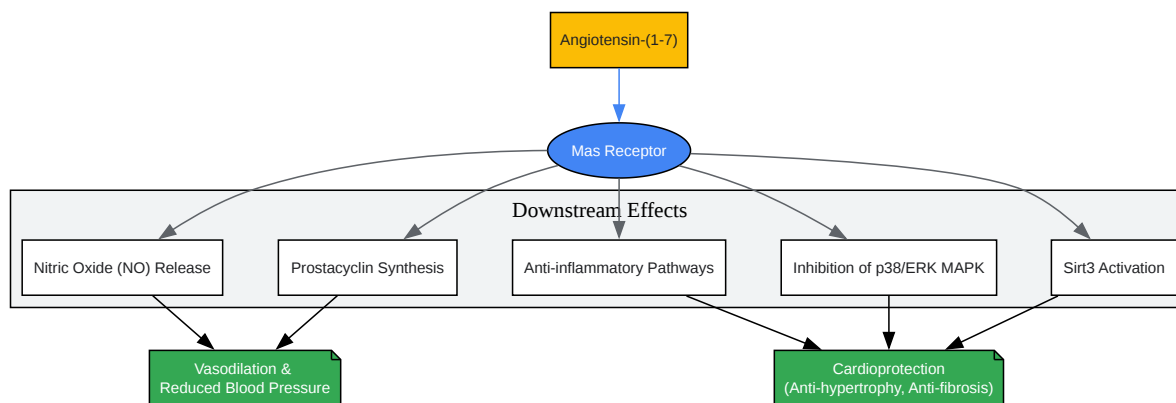 Angiotensin-(1-7)
Mas Receptor
Downstream Effects
Nitric Oxide (NO) Release
Prostacyclin Synthesis
Anti-inflammatory Pathways
Inhibition of p38/ERK MAPK
Sirt3 Activation
Vasodilation &
Reduced Blood Pressure
Cardioprotection
(Anti-hypertrophy, Anti-fibrosis)